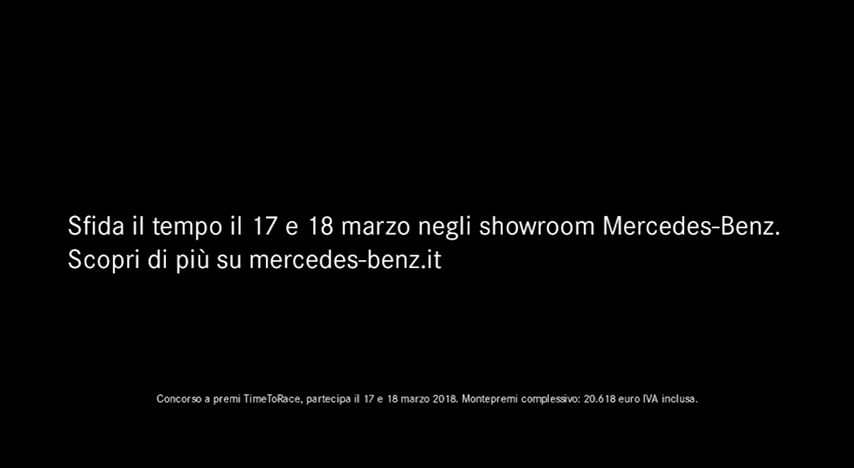 Sfida il tempo il 17 e 18 marzo negli showroom Mercedes-Benz.
Scopri di più su mercedes-benz.it
Concorso a premi TimeToRace, partecipa il 17 e 18 marzo 2018. Montepremi complessivo: 20.618 euro IVA inclusa.